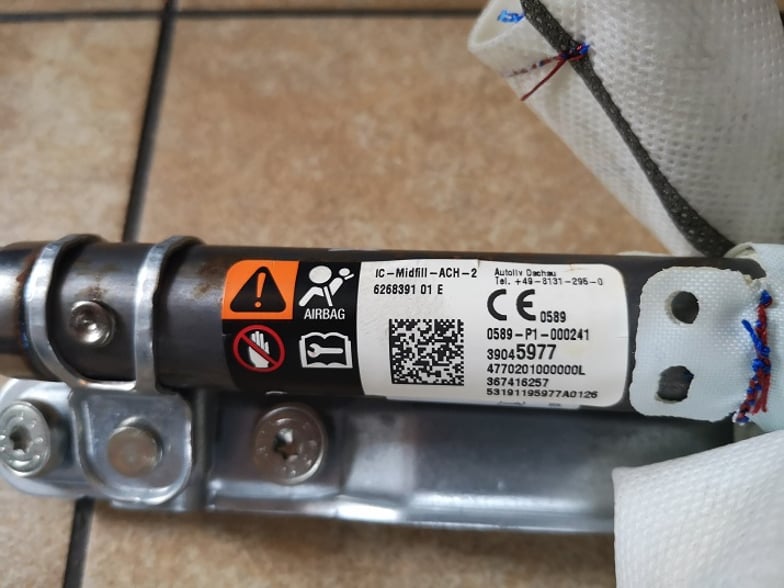 AIRBAG
IC-Midfill-ACH-2
6268391 01 E
Autoliv Dachau
Tel. +49-8131-295-0
CE 0589
0589-P1-000241
39045977
4770201000000L
367416257
53191195977A0126